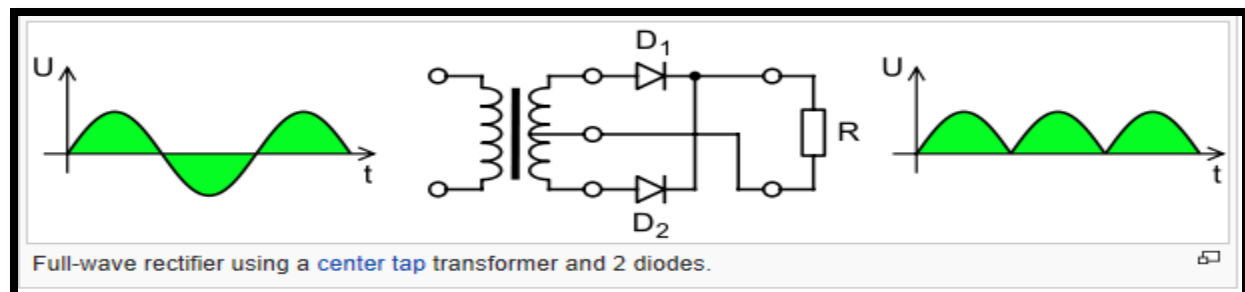 U
t
D1
D2
R
U
t
Full-wave rectifier using a center tap transformer and 2 diodes.